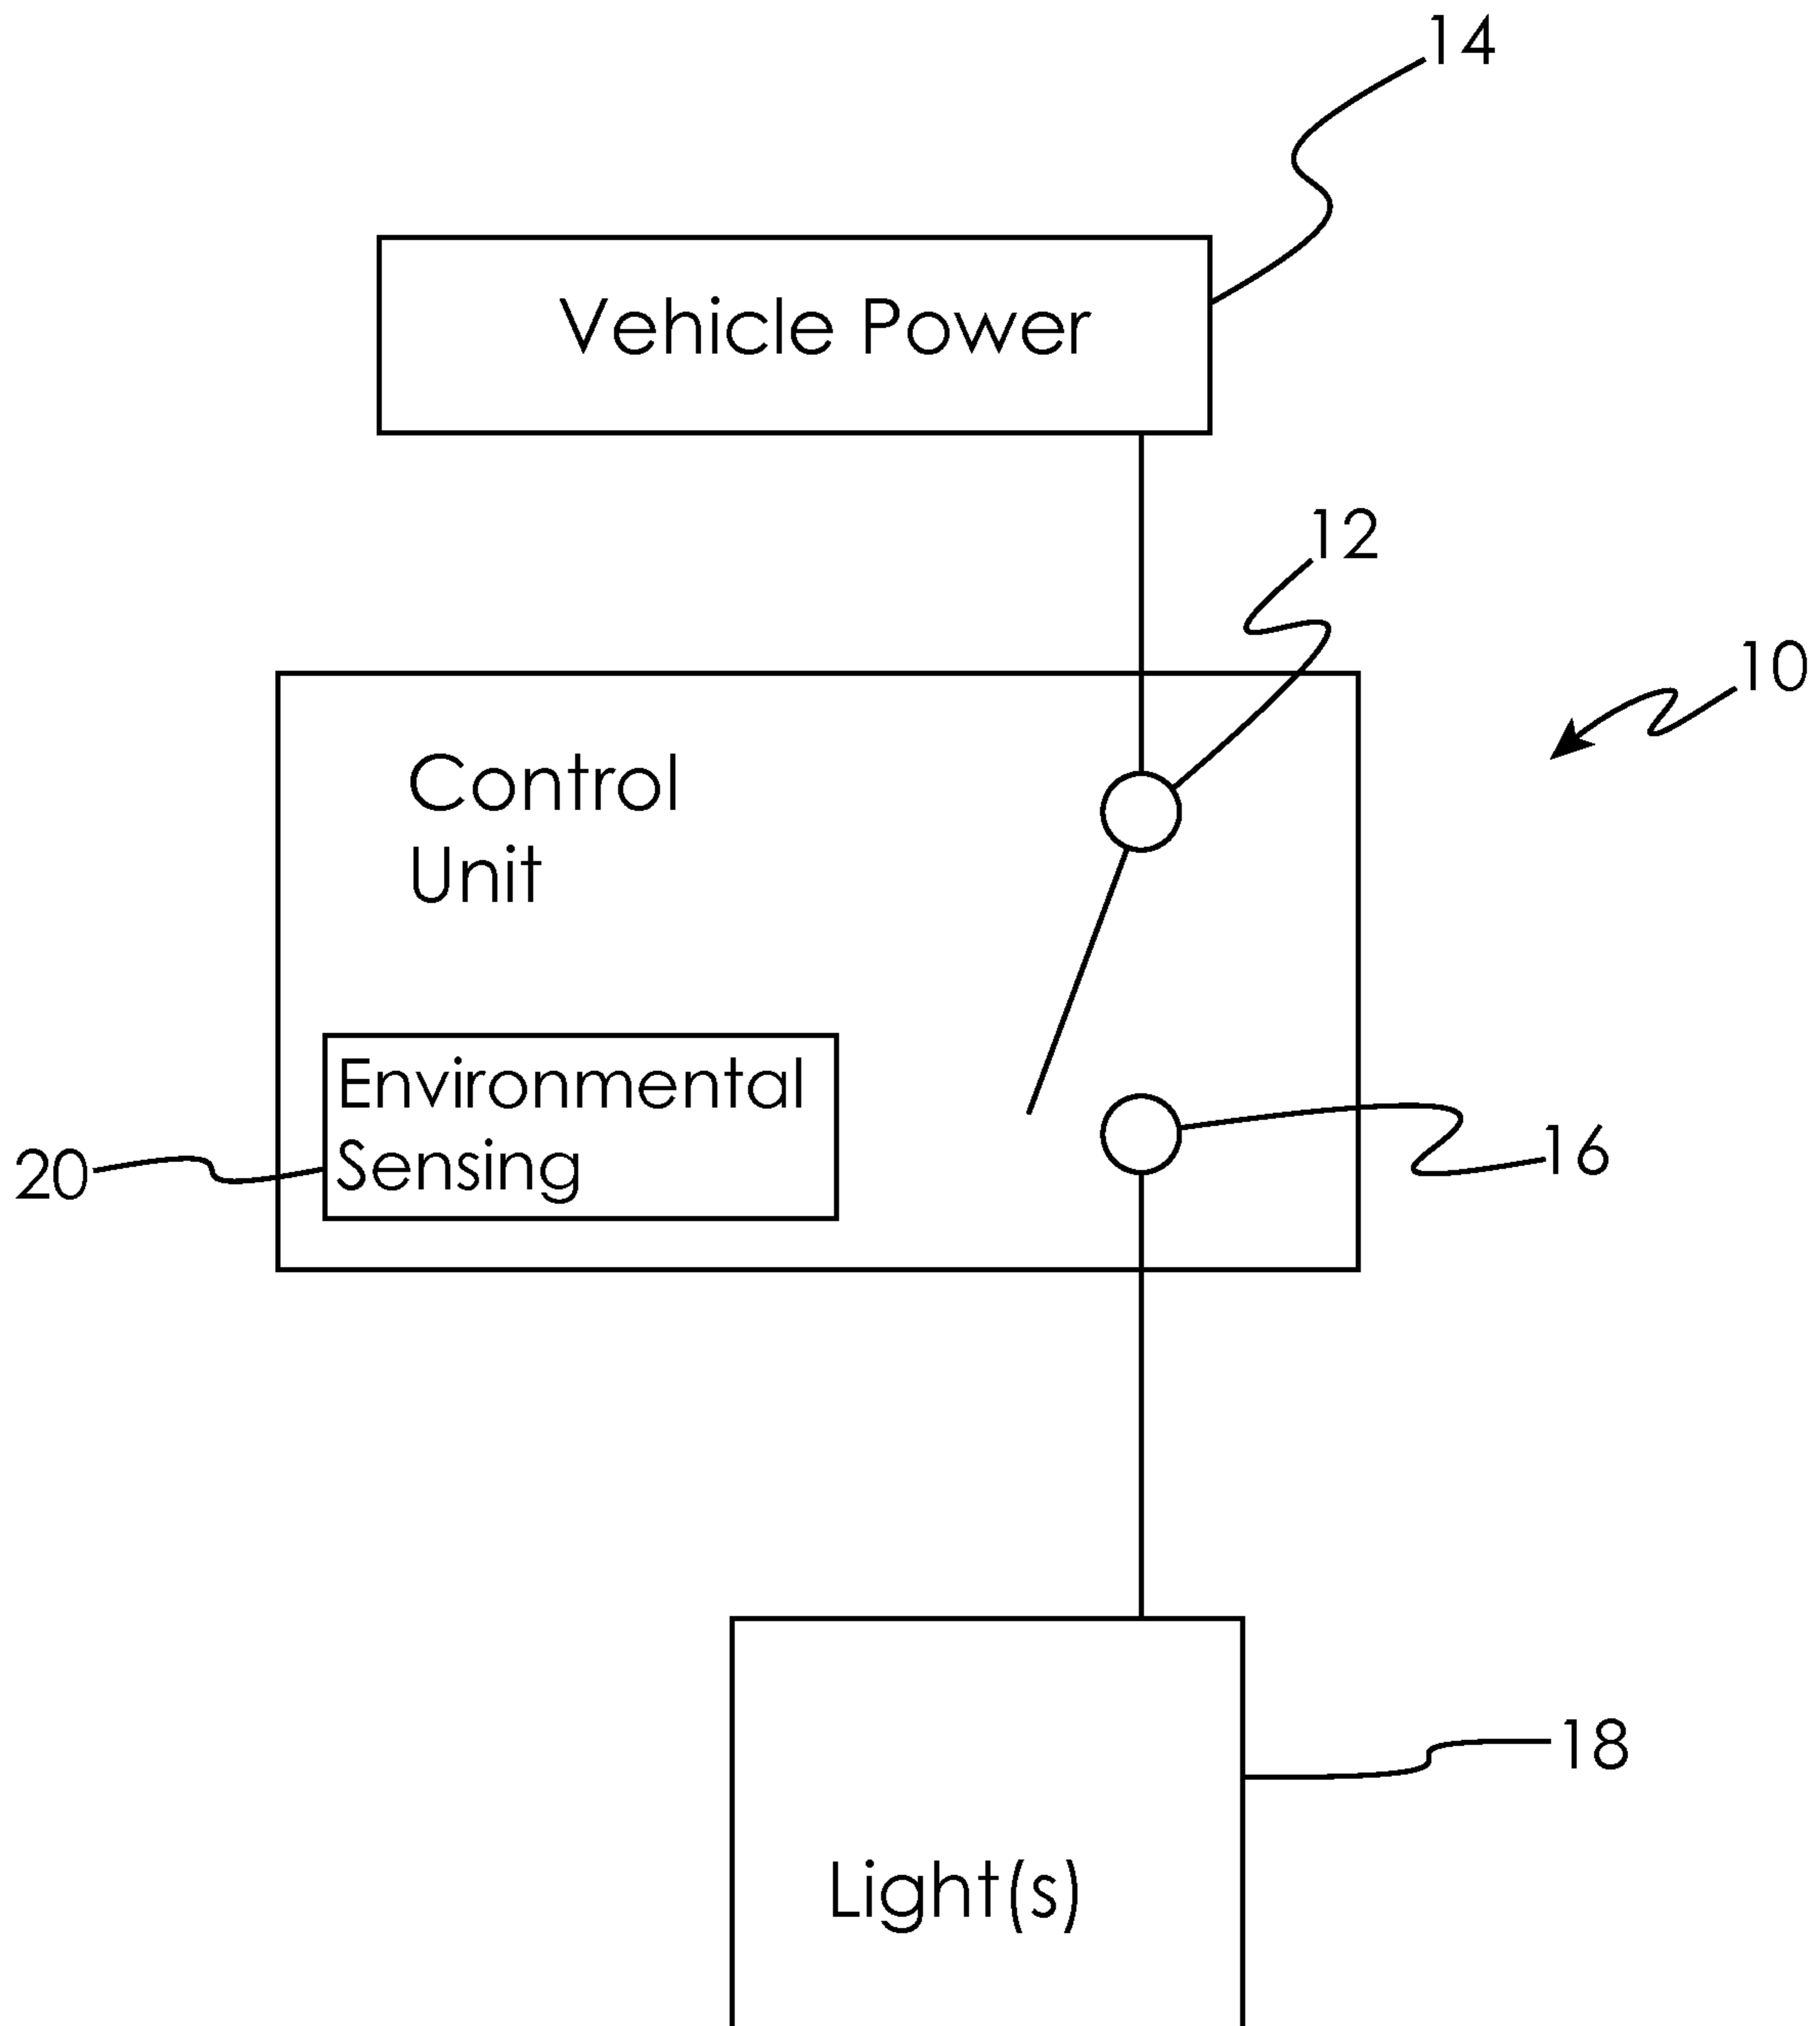 14
Vehicle Power
12
10
Control
Unit
Environmental
Sensing
20
16
18
Light(s)